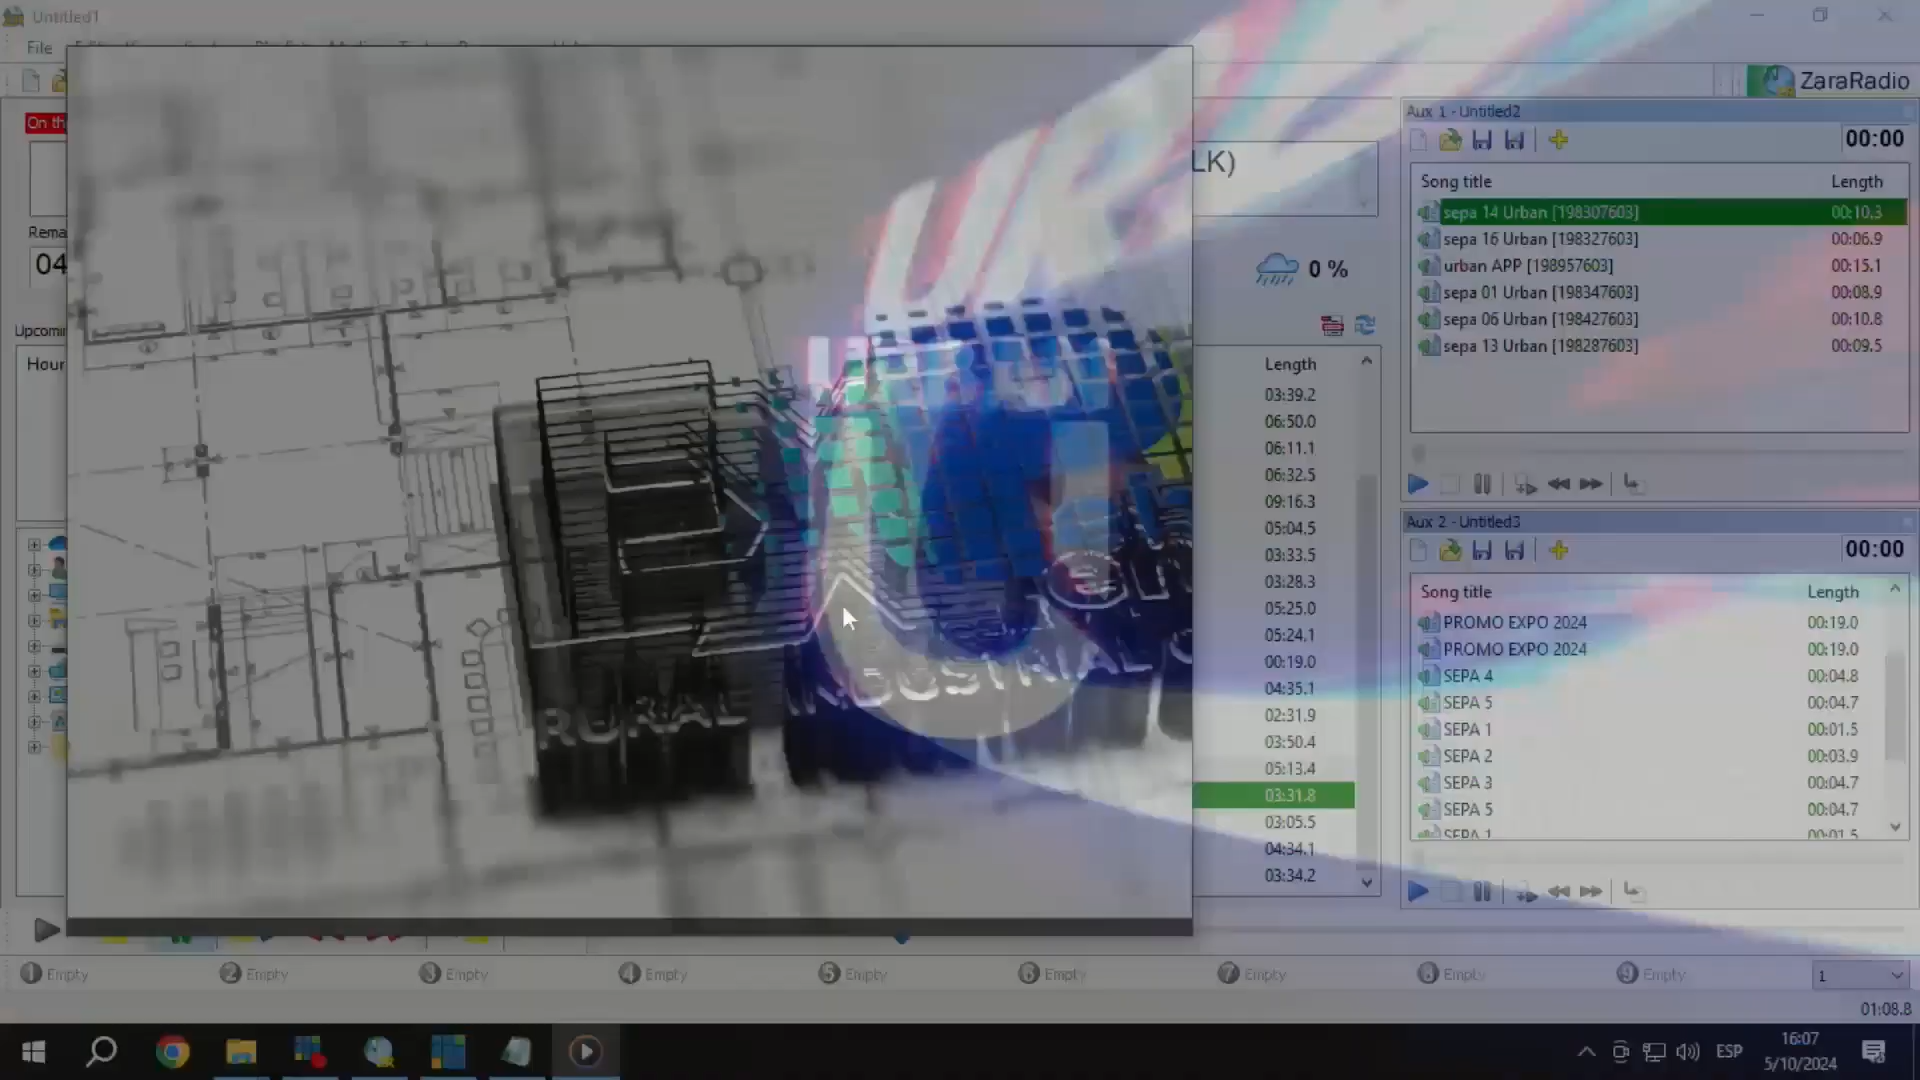 Untitled1
File
ZaraRadio
On th
LK)
Rema
04
0 %
Upcomin
Hour
Length
03:39.2
06:50.0
06:11.1
06:32.5
09:16.3
05:04.5
03:33.5
03:28.3
05:25.0
05:24.1
00:19.0
04:35.1
02:31.9
03:50.4
05:13.4
03:31.8
03:05.5
04:34.1
03:34.2
RURAL INDUSTRIAL
Aux 1 - Untitled2
00:00
Song title Length
sepa 14 Urban [198307603] 00:10.3
sepa 16 Urban [198327603] 00:06.9
urban APP [198957603] 00:15.1
sepa 01 Urban [198347603] 00:08.9
sepa 06 Urban [198427603] 00:10.8
sepa 13 Urban [198287603] 00:09.5
Aux 2 - Untitled3
00:00
Song title Length
PROMO EXPO 2024 00:19.0
PROMO EXPO 2024 00:19.0
SEPA 4 00:04.8
SEPA 5 00:04.7
SEPA 1 00:01.5
SEPA 2 00:03.9
SEPA 3 00:04.7
SEPA 5 00:04.7
SEPA 1 00:01.5
1 Empty 2 Empty 3 Empty 4 Empty 5 Empty 6 Empty 7 Empty 8 Empty 9 Empty 1
01:08.8
ESP
16:07
5/10/2024